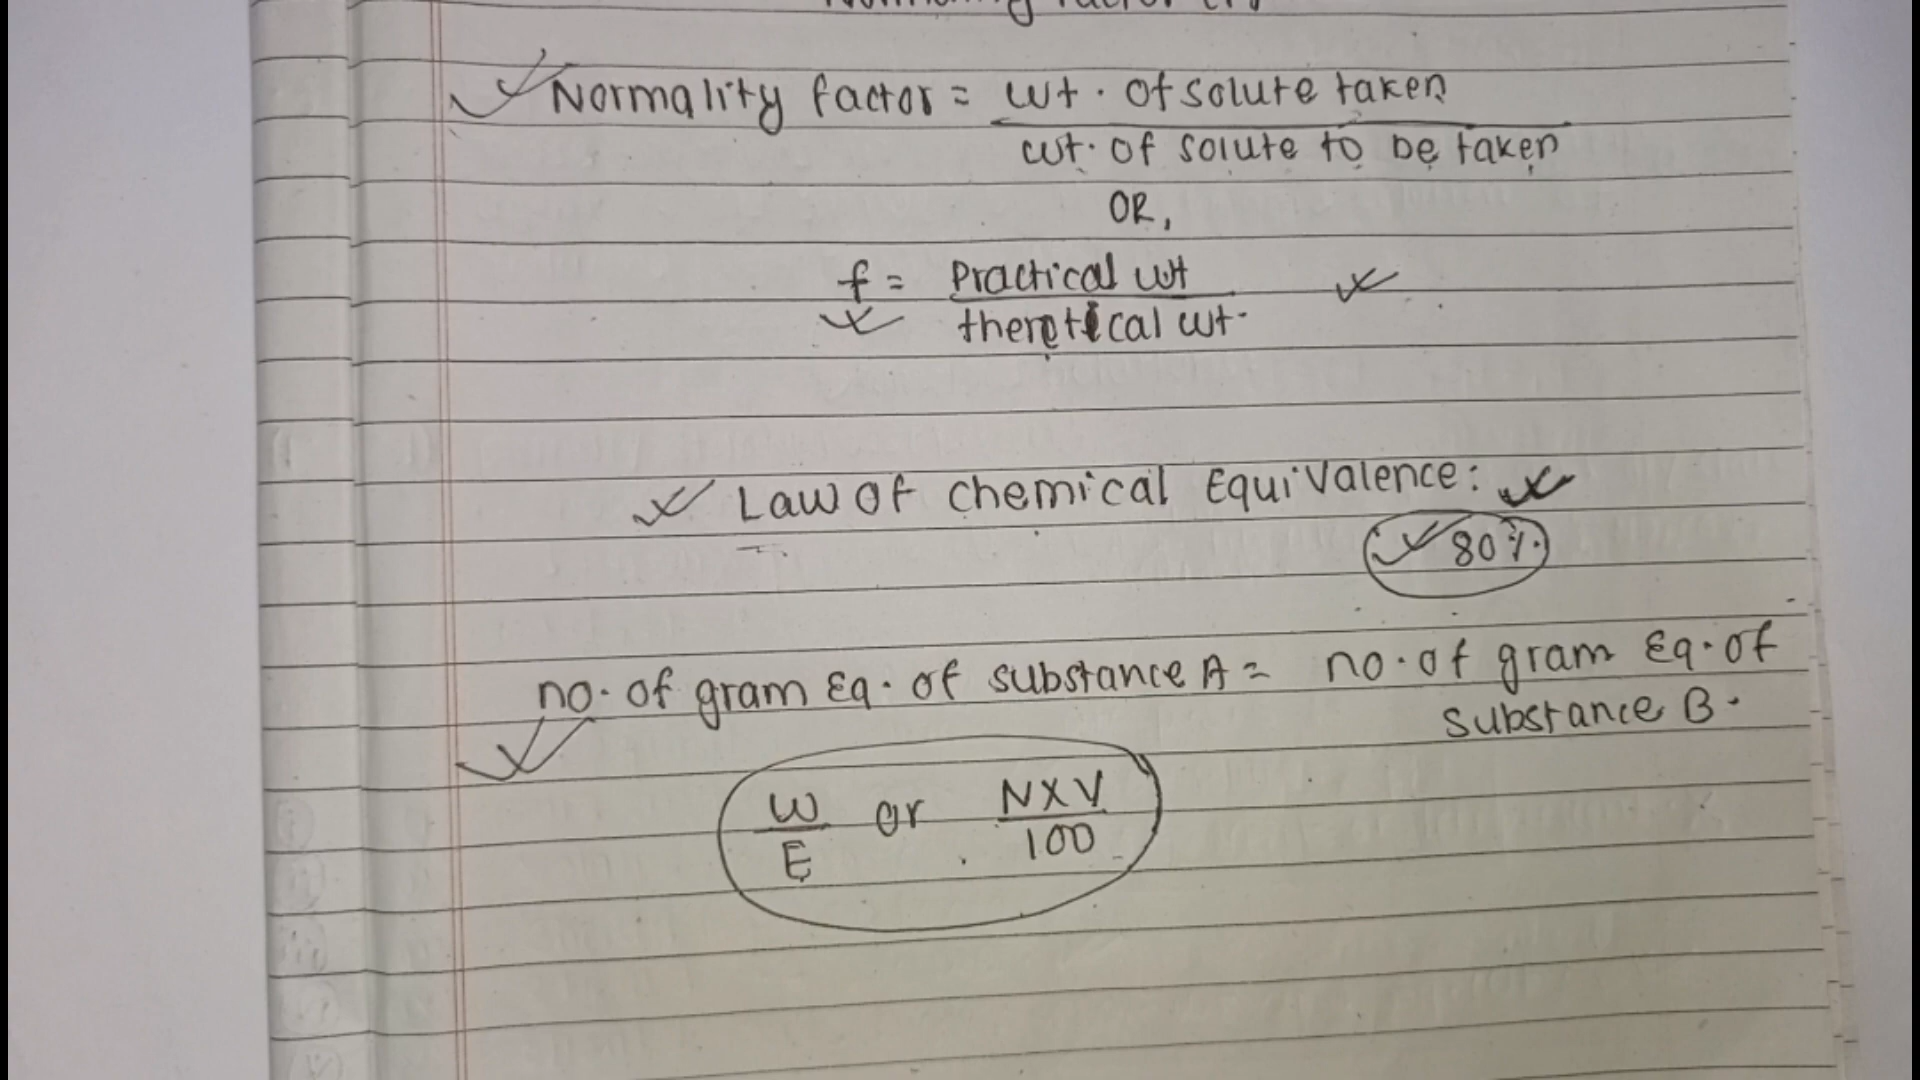 Normality factor = wt. of solute taken
wt. of solute to be taken
OR,
f = Practical wt
theretical wt.
Law of chemical Equivalence:
80%
no. of gram Eq. of substance A = no. of gram Eq. of
substance B.
W or N×V
E 100